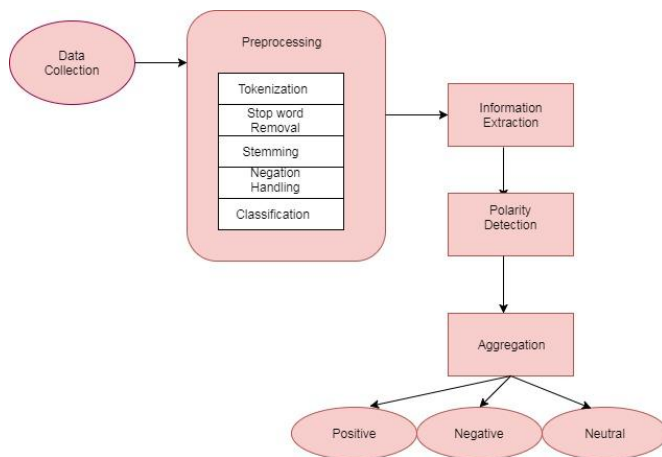 Data
Collection
Preprocessing
Tokenization
Stop word
Removal
Stemming
Negation
Handling
Classification
Information
Extraction
Polarity
Detection
Aggregation
Positive
Negative
Neutral